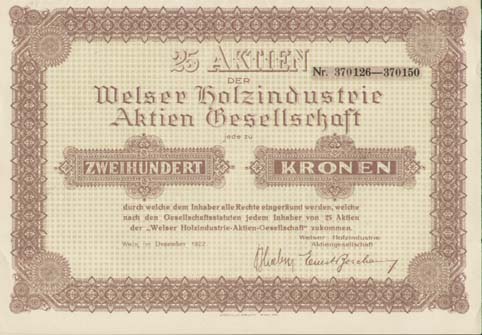 25 AKTIEN
DER
Nr. 370126—370150
Welser Holzindustrie
Aktien Gesellschaft
jede zu
ZWEIHUNDERT KRONEN
durch welche dem Inhaber alle Rechte eingeräumt werden, welche
nach den Gesellschaftsstatuten jedem Inhaber von 25 Aktien
der „Welser Holzindustrie-Aktien-Gesellschaft" zukommen.
Wels, im Dezember 1922
Welser Holzindustrie
Aktiengesellschaft